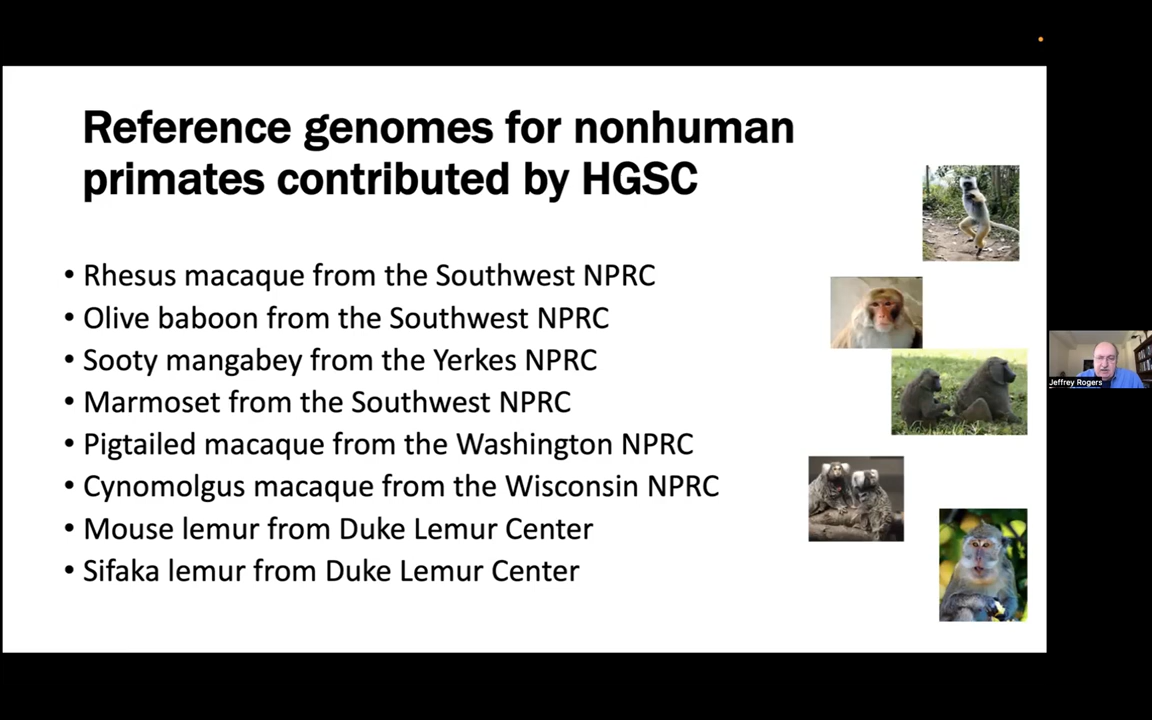 Reference genomes for nonhuman
primates contributed by HGSC
• Rhesus macaque from the Southwest NPRC
• Olive baboon from the Southwest NPRC
• Sooty mangabey from the Yerkes NPRC
• Marmoset from the Southwest NPRC
• Pigtailed macaque from the Washington NPRC
• Cynomolgus macaque from the Wisconsin NPRC
• Mouse lemur from Duke Lemur Center
• Sifaka lemur from Duke Lemur Center
Jeffrey Rogers